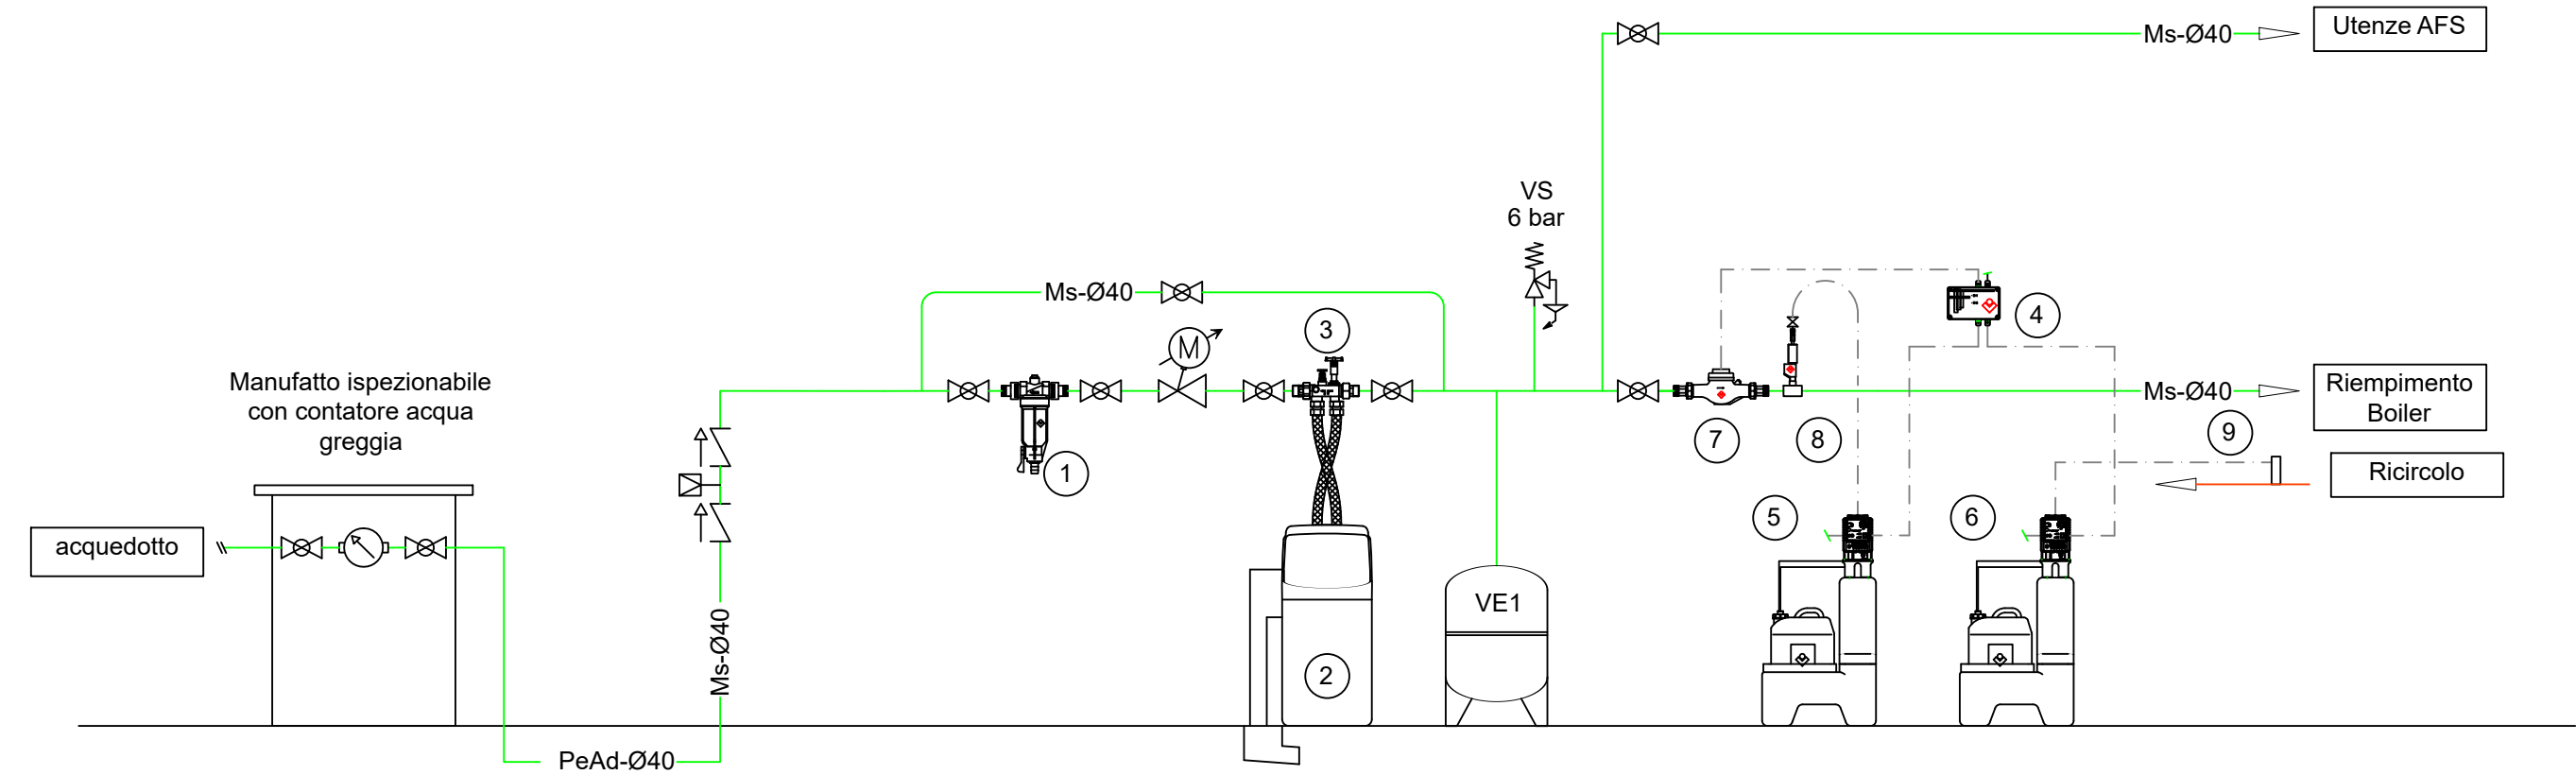 Ms-Ø40
Utenze AFS
VS
6 bar
Ms-Ø40
3
4
M
Manufatto ispezionabile
con contatore acqua
greggia
Ms-Ø40
Riempimento
Boiler
1
7
8
9
Ricircolo
acquedotto
5
6
Ms-Ø40
VE1
2
PeAd-Ø40